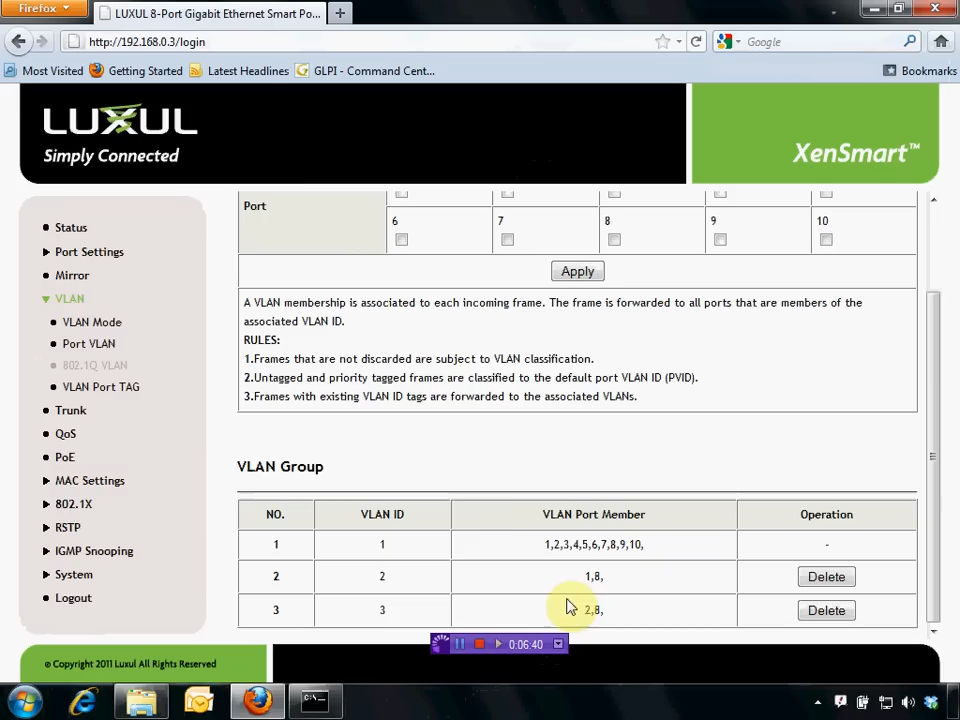 Firefox
LUXUL 8-Port Gigabit Ethernet Smart Po...
http://192.168.0.3/login
Google
Most Visited
Getting Started
Latest Headlines
GLPI - Command Cent...
Bookmarks
LUXUL
Simply Connected
XenSmart™
Status
Port Settings
Mirror
VLAN
VLAN Mode
Port VLAN
802.1Q VLAN
VLAN Port TAG
Trunk
QoS
PoE
MAC Settings
802.1X
RSTP
IGMP Snooping
System
Logout
Port
6 7 8 9 10
Apply
A VLAN membership is associated to each incoming frame. The frame is forwarded to all ports that are members of the
associated VLAN ID.
RULES:
1.Frames that are not discarded are subject to VLAN classification.
2.Untagged and priority tagged frames are classified to the default port VLAN ID (PVID).
3.Frames with existing VLAN ID tags are forwarded to the associated VLANs.
VLAN Group
NO. VLAN ID VLAN Port Member Operation
1 1 1,2,3,4,5,6,7,8,9,10, -
2 2 1,8, Delete
3 3 2,8, Delete
0:06:40
© Copyright 2011 Luxul All Rights Reserved